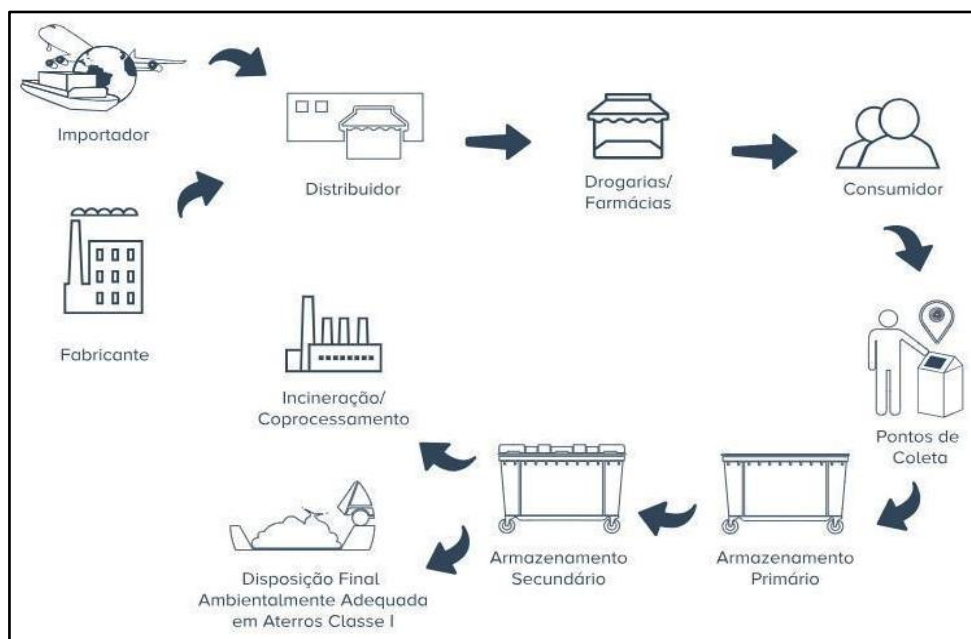 Importador
Distribuidor
Drogarias/
Farmácias
Consumidor
Fabricante
Pontos de
Coleta
Armazenamento
Primário
Armazenamento
Secundário
Incineração/
Coprocessamento
Disposição Final
Ambientalmente Adequada
em Aterros Classe I